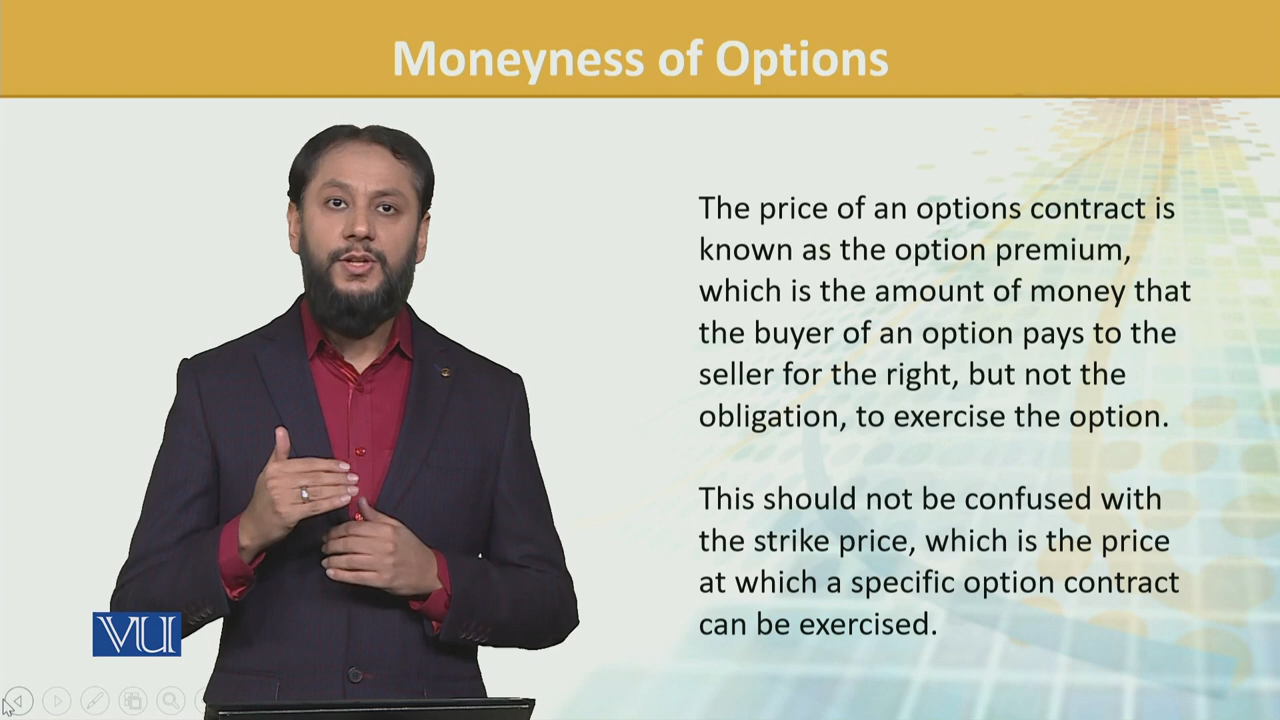 Moneyness of Options
The price of an options contract is
known as the option premium,
which is the amount of money that
the buyer of an option pays to the
seller for the right, but not the
obligation, to exercise the option.
This should not be confused with
the strike price, which is the price
at which a specific option contract
can be exercised.
VU